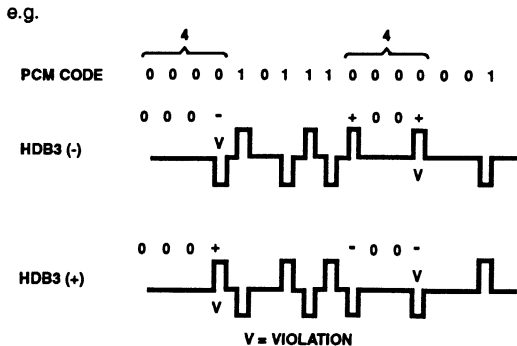 e.g.
4 4
PCM CODE 0 0 0 0 1 0 1 1 1 0 0 0 0 0 0 1
0 0 0 - + 0 0 +
V
HDB3 (-)
V
0 0 0 + - 0 0 -
V
HDB3 (+)
V
V = VIOLATION